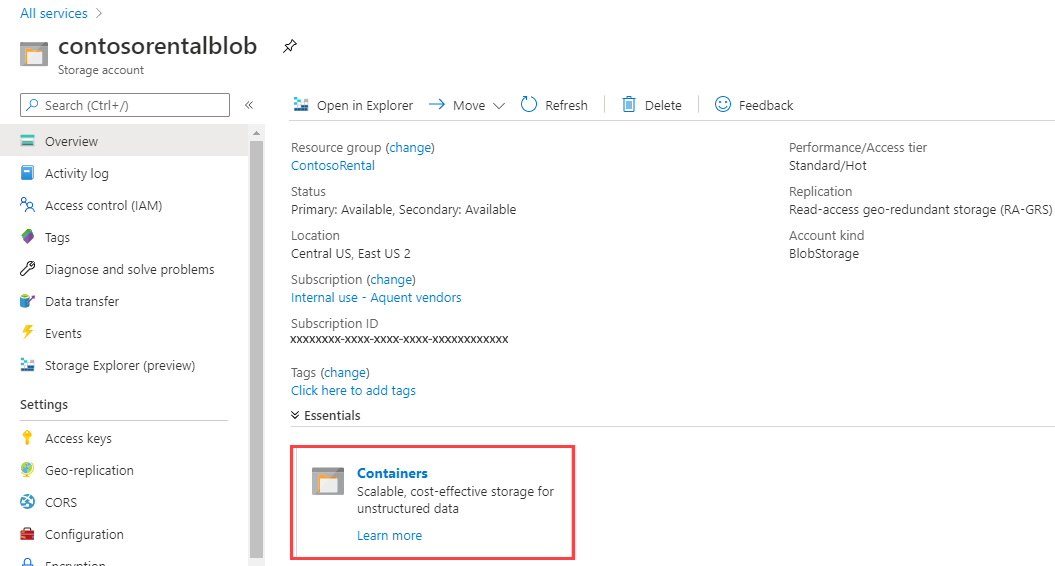 All services
contosorentalblob
Storage account
Search (Ctrl+/)
«
Overview
Activity log
Access control (IAM)
Tags
Diagnose and solve problems
Data transfer
Events
Storage Explorer (preview)
Settings
Access keys
Geo-replication
CORS
Configuration
Encryption
Open in Explorer
Move
Refresh
Delete
Feedback
Resource group (change)
ContosoRental
Status
Primary: Available, Secondary: Available
Location
Central US, East US 2
Subscription (change)
Internal use - Aquent vendors
Subscription ID
xxxxxxxx-xxxx-xxxx-xxxx-xxxxxxxxxxxx
Tags (change)
Click here to add tags
Essentials
Performance/Access tier
Standard/Hot
Replication
Read-access geo-redundant storage (RA-GRS)
Account kind
BlobStorage
Containers
Scalable, cost-effective storage for
unstructured data
Learn more